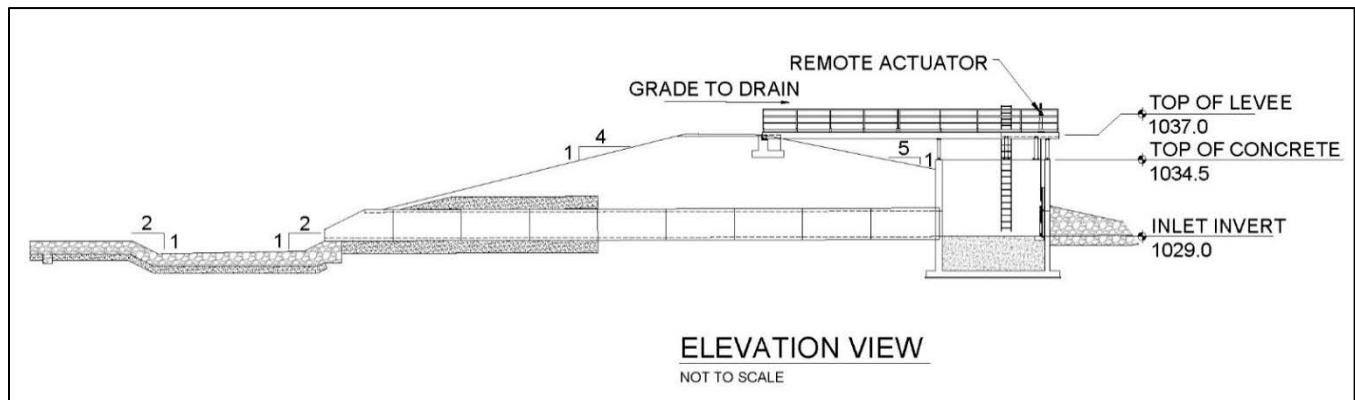 REMOTE ACTUATOR
GRADE TO DRAIN
TOP OF LEVEE
1037.0
TOP OF CONCRETE
1034.5
4
1
5
1
2
1
2
1
INLET INVERT
1029.0
ELEVATION VIEW
NOT TO SCALE